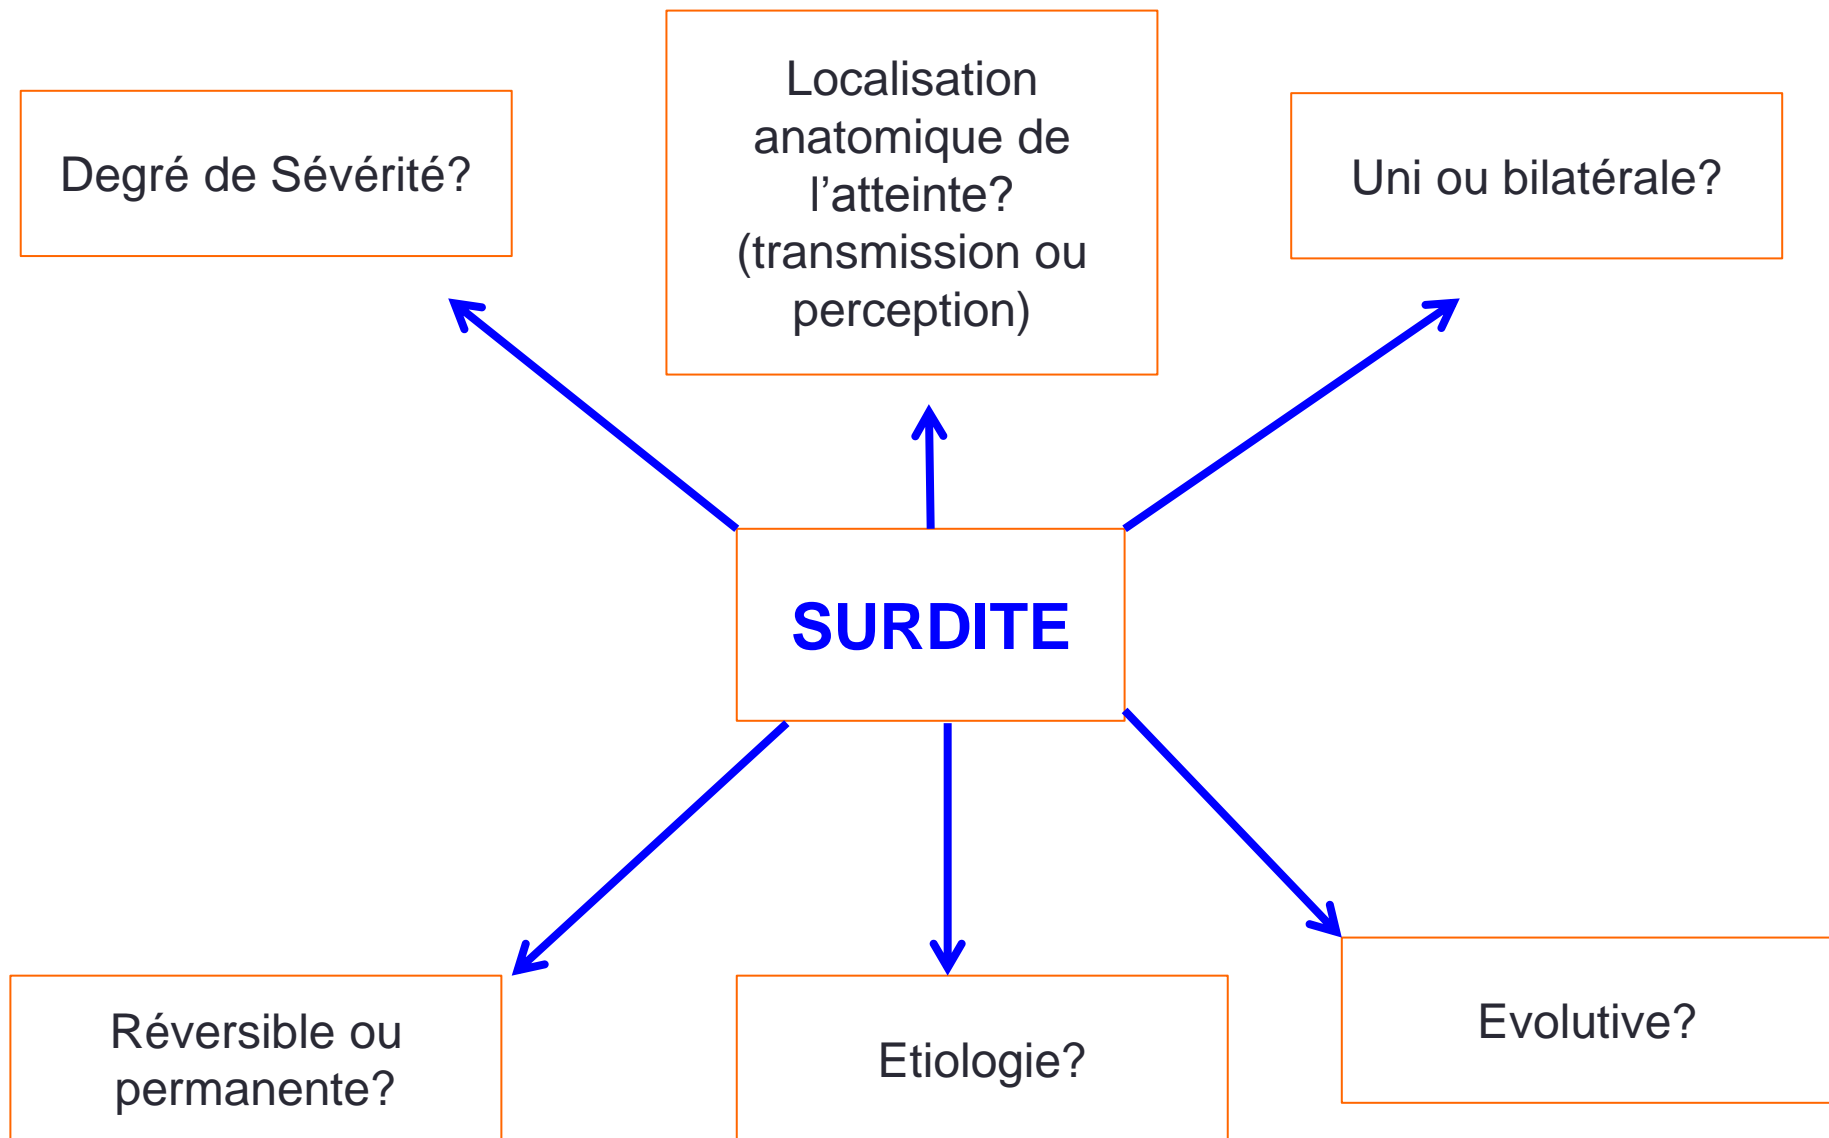 Degré de Sévérité?
Localisation
anatomique de
l’atteinte?
(transmission ou
perception)
Uni ou bilatérale?
SURDITE
Réversible ou
permanente?
Etiologie?
Evolutive?